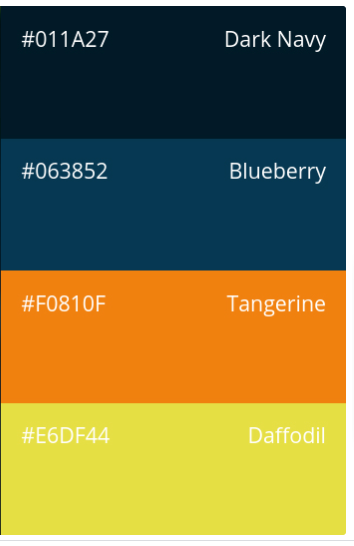 #011A27 Dark Navy
#063852 Blueberry
#F0810F Tangerine
#E6DF44 Daffodil